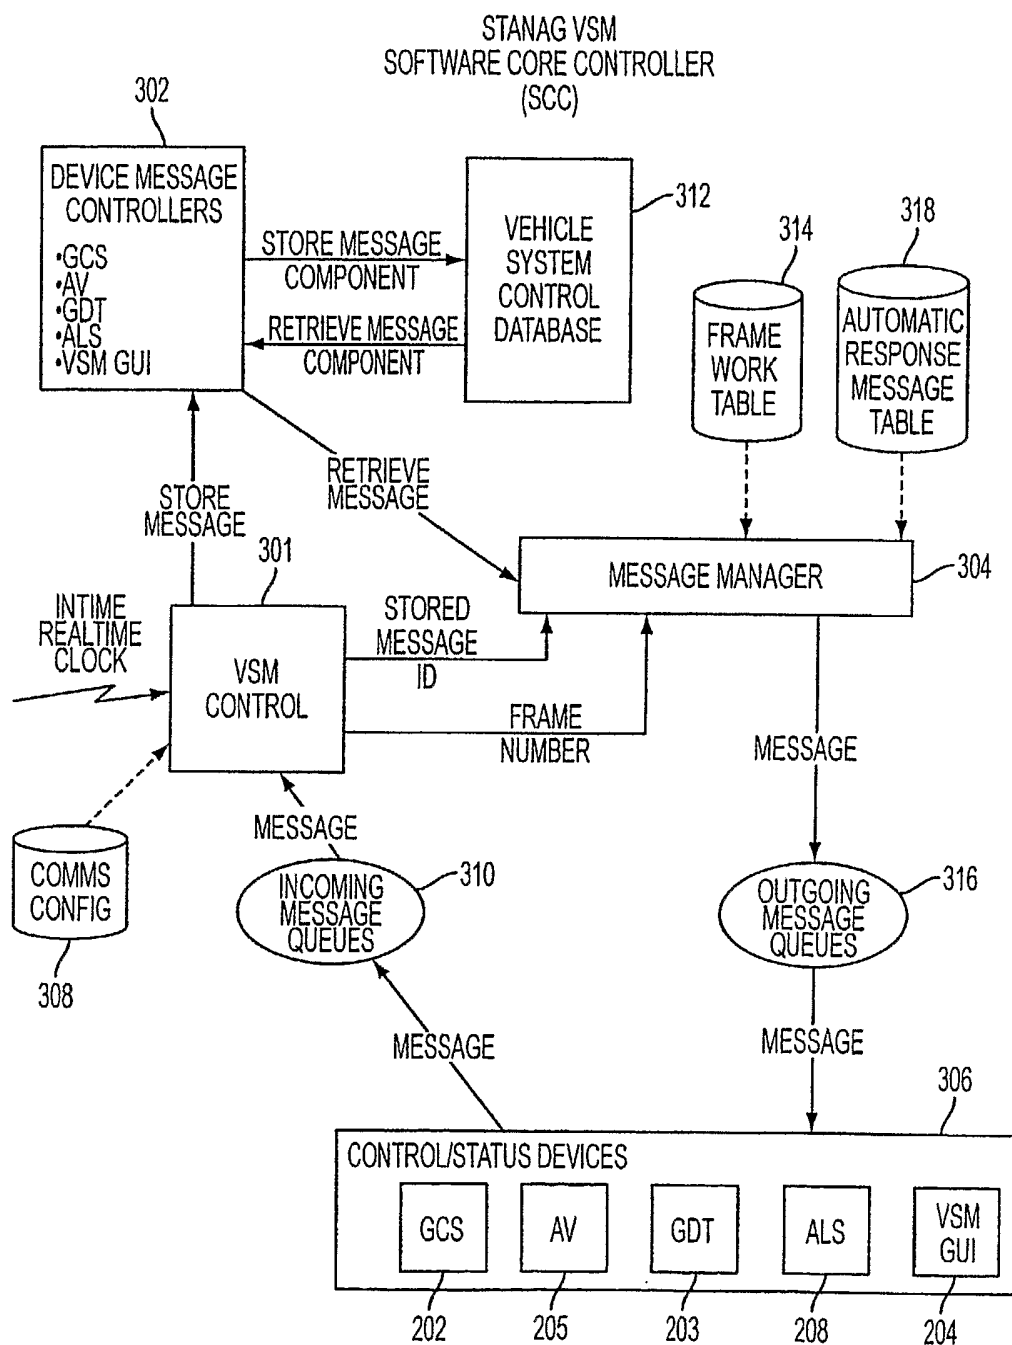 STANAG VSM
SOFTWARE CORE CONTROLLER
(SCC)
302
DEVICE MESSAGE
CONTROLLERS
•GCS
•AV
•GDT
•ALS
•VSM GUI
STORE MESSAGE
COMPONENT
RETRIEVE MESSAGE
COMPONENT
VEHICLE
SYSTEM
CONTROL
DATABASE
312
314
FRAME
WORK
TABLE
318
AUTOMATIC
RESPONSE
MESSAGE
TABLE
RETRIEVE
MESSAGE
STORE
MESSAGE
301
MESSAGE MANAGER
304
INTIME
REALTIME
CLOCK
VSM
CONTROL
STORED
MESSAGE
ID
FRAME
NUMBER
MESSAGE
MESSAGE
COMMS
CONFIG
308
INCOMING
MESSAGE
QUEUES
310
OUTGOING
MESSAGE
QUEUES
316
MESSAGE
MESSAGE
306
CONTROL/STATUS DEVICES
GCS
AV
GDT
ALS
VSM
GUI
202
205
203
208
204